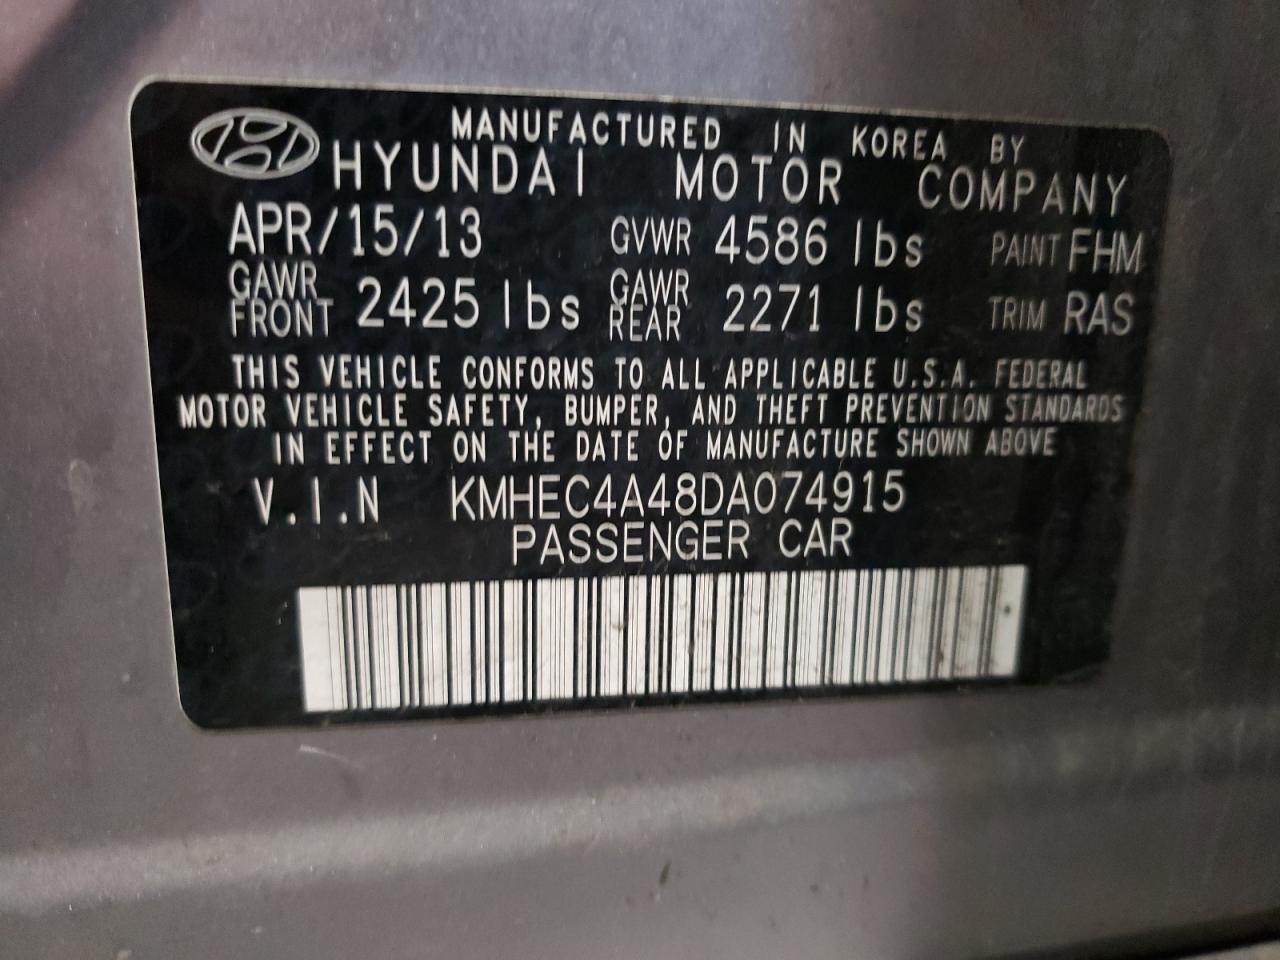 MANUFACTURED IN KOREA BY
HYUNDAI MOTOR COMPANY
APR/15/13 GVWR 4586 lbs PAINT FHM
GAWR FRONT 2425 lbs GAWR REAR 2271 lbs TRIM RAS
THIS VEHICLE CONFORMS TO ALL APPLICABLE U.S.A. FEDERAL
MOTOR VEHICLE SAFETY, BUMPER, AND THEFT PREVENTION STANDARDS
IN EFFECT ON THE DATE OF MANUFACTURE SHOWN ABOVE
V.I.N KMHEC4A48DA074915
PASSENGER CAR